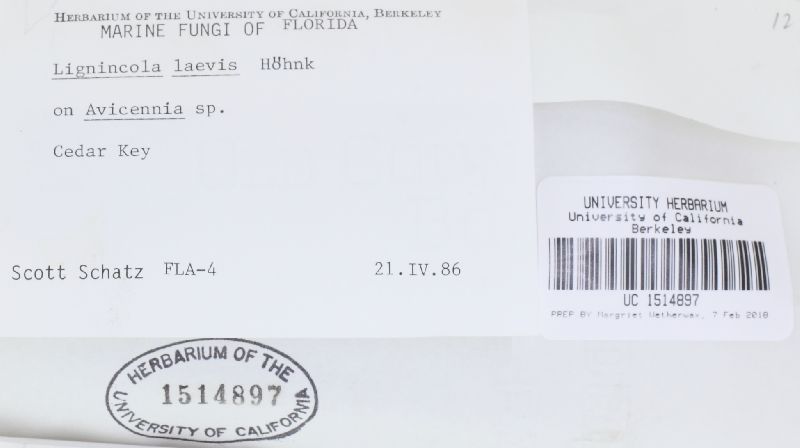 HERBARIUM OF THE UNIVERSITY OF CALIFORNIA, BERKELEY
MARINE FUNGI OF FLORIDA
Lignincola laevis Höhnk
on Avicennia sp.
Cedar Key
Scott Schatz FLA-4 21.IV.86
12
UNIVERSITY HERBARIUM
University of California
Berkeley
UC 1514897
PREP BY Margriet Wetherwax, 7 Feb 2018
HERBARIUM OF THE
1514897
UNIVERSITY OF CALIFORNIA